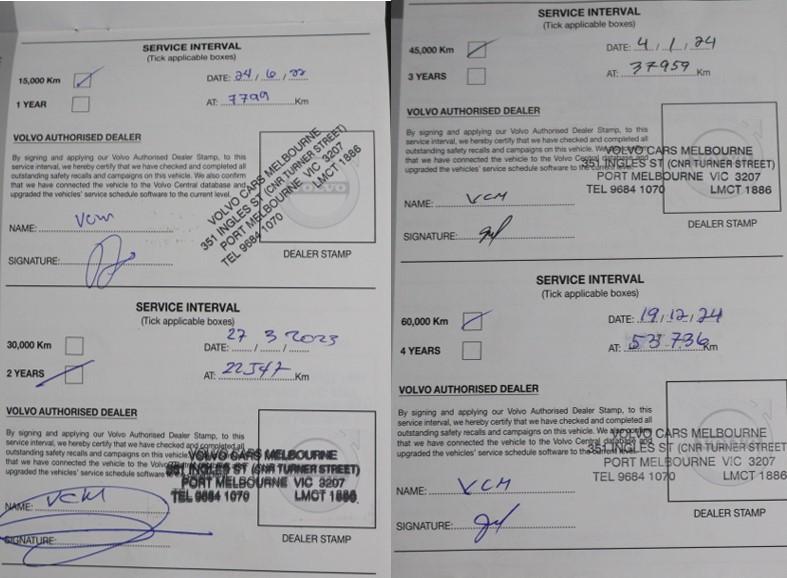 SERVICE INTERVAL
(Tick applicable boxes)
15,000 Km
DATE: 24/6/22
1 YEAR
AT: 7799 Km
VOLVO AUTHORISED DEALER
By signing and applying our Volvo Authorised Dealer Stamp, to this
service interval, we hereby certify that we have checked and completed all
outstanding safety recalls and campaigns on this vehicle. We also confirm
that we have connected the vehicle to the Volvo Central database and
upgraded the vehicles' service schedule software to the current level.
VOLVO CARS MELBOURNE
351 INGLES ST (CNR TURNER STREET)
PORT MELBOURNE VIC 3207
TEL 9684 1070 LMCT 1886
VOLVO
NAME: VCM
SIGNATURE:
DEALER STAMP
SERVICE INTERVAL
(Tick applicable boxes)
30,000 Km
DATE: 27/3/2023
2 YEARS
AT: 22547 Km
VOLVO AUTHORISED DEALER
By signing and applying our Volvo Authorised Dealer Stamp, to this
service interval, we hereby certify that we have checked and completed all
outstanding safety recalls and campaigns on this vehicle
that we have connected the vehicle to the Volvo
upgraded the vehicles' service schedule software
VOLVO CARS MELBOURNE
351 INGLES ST (CNR TURNER STREET)
PORT MELBOURNE VIC 3207
TEL 9684 1070 LMCT 1886
NAME: VCM
SIGNATURE:
DEALER STAMP
SERVICE INTERVAL
(Tick applicable boxes)
45,000 Km
DATE: 4/1/24
3 YEARS
AT: 37959 Km
VOLVO AUTHORISED DEALER
By signing and applying our Volvo Authorised Dealer Stamp, to this
service interval, we hereby certify that we have checked and completed all
outstanding safety recalls and campaigns on this vehicle. We
that we have connected the vehicle to the Volvo Central database
upgraded the vehicles' service schedule software to the current
VOLVO CARS MELBOURNE
351 INGLES ST (CNR TURNER STREET)
PORT MELBOURNE VIC 3207
TEL 9684 1070 LMCT 1886
NAME: VCM
SIGNATURE:
DEALER STAMP
SERVICE INTERVAL
(Tick applicable boxes)
60,000 Km
DATE: 19/12/24
4 YEARS
AT: 53736 Km
VOLVO AUTHORISED DEALER
By signing and applying our Volvo Authorised Dealer Stamp, to this
service interval, we hereby certify that we have checked and completed all
outstanding safety recalls and campaigns on this vehicle. We also
that we have connected the vehicle to the Volvo Central database and
upgraded the vehicles' service schedule software to the
VOLVO CARS MELBOURNE
351 INGLES ST (CNR TURNER STREET)
PORT MELBOURNE VIC 3207
TEL 9684 1070 LMCT 1886
NAME: VCM
SIGNATURE:
DEALER STAMP